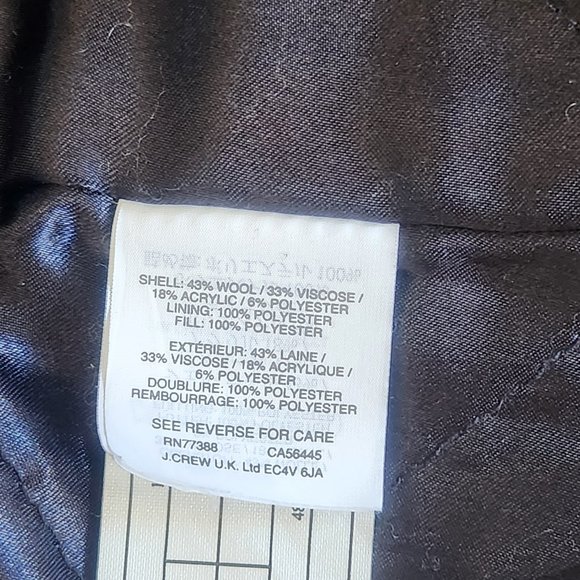 SHELL: 43% WOOL / 33% VISCOSE /
18% ACRYLIC / 6% POLYESTER
LINING: 100% POLYESTER
FILL: 100% POLYESTER
EXTÉRIEUR: 43% LAINE /
33% VISCOSE / 18% ACRYLIQUE /
6% POLYESTER
DOUBLURE: 100% POLYESTER
REMBOURRAGE: 100% POLYESTER
SEE REVERSE FOR CARE
RN77388 CA56445
J.CREW U.K. Ltd EC4V 6JA